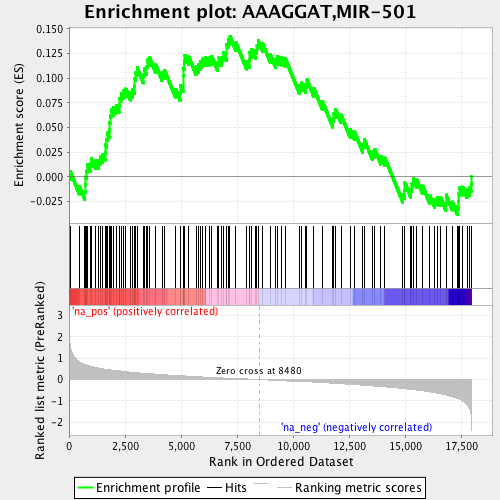 Enrichment plot: AAAGGAT,MIR-501
Enrichment score (ES)
0.150
0.125
0.100
0.075
0.050
0.025
0.000
-0.025
'na_pos' (positively correlated)
Ranked list metric (PreRanked)
3
2
1
0
-1
-2
Zero cross at 8480
'na_neg' (negatively correlated)
0
2,500
5,000
7,500
10,000
12,500
15,000
17,500
Rank in Ordered Dataset
Enrichment profile
Hits
Ranking metric scores